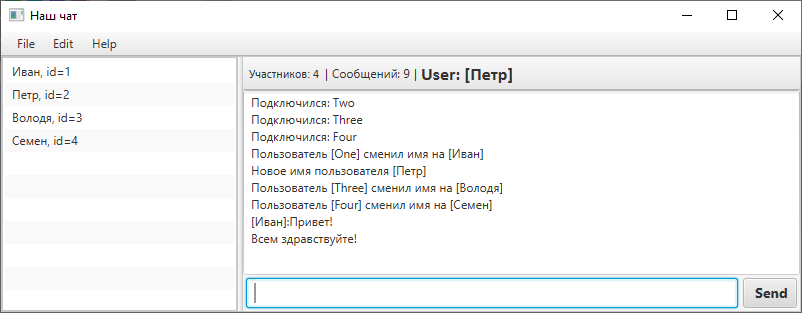 Наш чат
File Edit Help
Иван, id=1
Петр, id=2
Володя, id=3
Семен, id=4
Участников: 4 | Сообщений: 9 | User: [Петр]
Подключился: Two
Подключился: Three
Подключился: Four
Пользователь [One] сменил имя на [Иван]
Новое имя пользователя [Петр]
Пользователь [Three] сменил имя на [Володя]
Пользователь [Four] сменил имя на [Семен]
[Иван]:Привет!
Всем здравствуйте!
Send